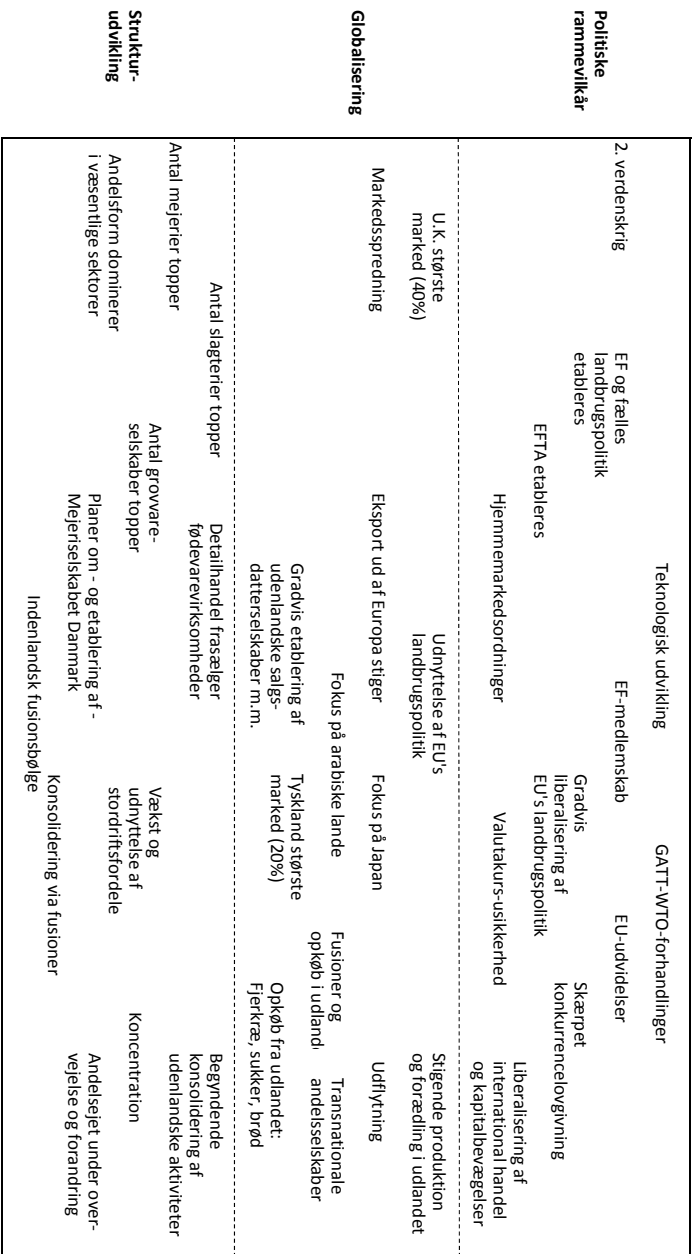 Politiske
rammevilkår
Teknologisk udvikling
GATT-WTO-forhandlinger
2. verdenskrig
EF og fælles
landbrugspolitik
etableres
EF-medlemskab
EU-udvidelser
EFTA etableres
Gradvis
liberalisering af
EU's landbrugspolitik
Skærpet
konkurrencelovgivning
Hjemmemarkedsordninger
Valutakurs-usikkerhed
Liberalisering af
international handel
og kapitalbevægelser
Globalisering
U.K. største
marked (40%)
Udnyttelse af EU's
landbrugspolitik
Stigende produktion
og forædling i udlandet
Markedsspredning
Eksport ud af Europa stiger
Fokus på Japan
Udflytning
Fokus på arabiske lande
Fusioner og
opkøb i udland
Transnationale
andelsselskaber
Gradvis etablering af
udenlandske salgs-
datterselskaber m.m.
Tyskland største
marked (20%)
Opkøb fra udlandet:
Fjerkræ, sukker, brød
Struktur-
udvikling
Antal slagterier topper
Detailhandel frasælger
fødevarevirksomheder
Begyndende
konsolidering af
udenlandske aktiviteter
Antal mejerier topper
Antal grovvare-
selskaber topper
Vækst og
udnyttelse af
stordriftsfordele
Koncentration
Andelsform dominerer
i væsentlige sektorer
Planer om - og etablering af -
Mejeriselskabet Danmark
Andelsejet under over-
vejelse og forandring
Konsolidering via fusioner
Indenlandsk fusionsbølge